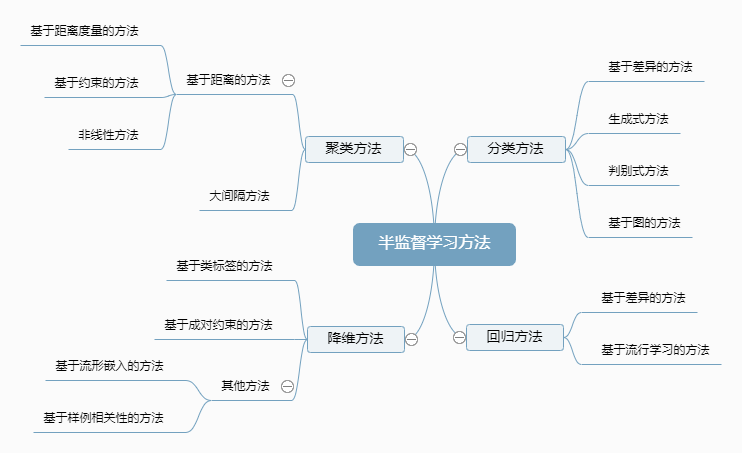 半监督学习方法
分类方法
基于差异的方法
生成式方法
判别式方法
基于图的方法
回归方法
基于差异的方法
基于流行学习的方法
聚类方法
基于距离的方法
基于距离度量的方法
基于约束的方法
非线性方法
大间隔方法
降维方法
基于类标签的方法
基于成对约束的方法
其他方法
基于流形嵌入的方法
基于样例相关性的方法